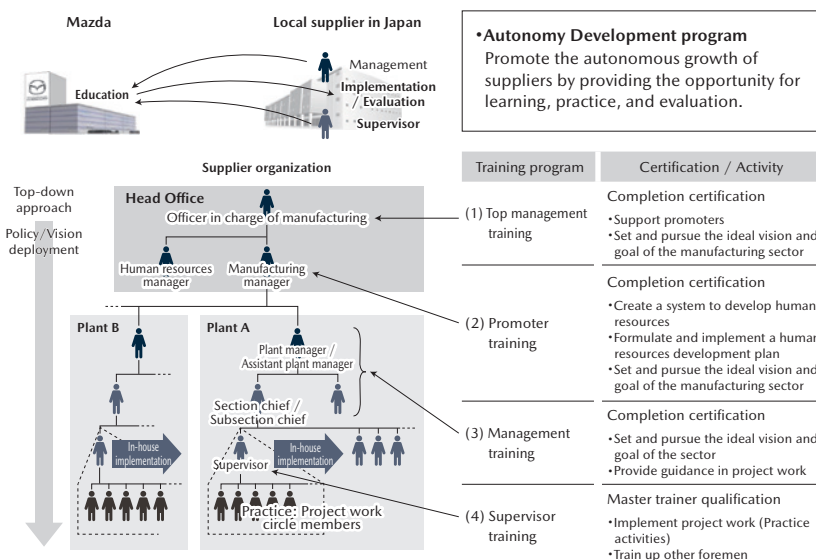 Mazda
Local supplier in Japan
Management
Education
Implementation
/ Evaluation
Supervisor
•Autonomy Development program
Promote the autonomous growth of
suppliers by providing the opportunity for
learning, practice, and evaluation.
Supplier organization
Top-down
approach
Policy/Vision
deployment
Head Office
Officer in charge of manufacturing
Human resources
manager
Manufacturing
manager
Plant B
Plant A
Plant manager /
Assistant plant manager
Section chief /
Subsection chief
In-house
implementation
In-house
implementation
Supervisor
Practice: Project work
circle members
Training program
Certification / Activity
(1) Top management
training
Completion certification
•Support promoters
•Set and pursue the ideal vision and
goal of the manufacturing sector
(2) Promoter
training
Completion certification
•Create a system to develop human
resources
•Formulate and implement a human
resources development plan
•Set and pursue the ideal vision and
goal of the manufacturing sector
(3) Management
training
Completion certification
•Set and pursue the ideal vision and
goal of the sector
•Provide guidance in project work
(4) Supervisor
training
Master trainer qualification
•Implement project work (Practice
activities)
•Train up other foremen